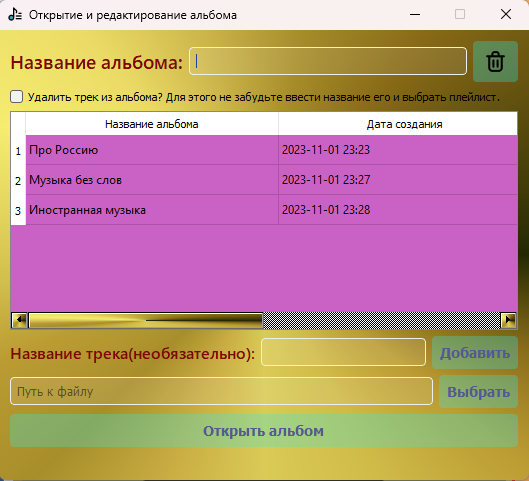 Открытие и редактирование альбома
Название альбома:
Удалить трек из альбома? Для этого не забудьте ввести название его и выбрать плейлист.
Название альбома Дата создания
1 Про Россию 2023-11-01 23:23
2 Музыка без слов 2023-11-01 23:27
3 Иностранная музыка 2023-11-01 23:28
Название трека(необязательно): Добавить
Путь к файлу Выбрать
Открыть альбом